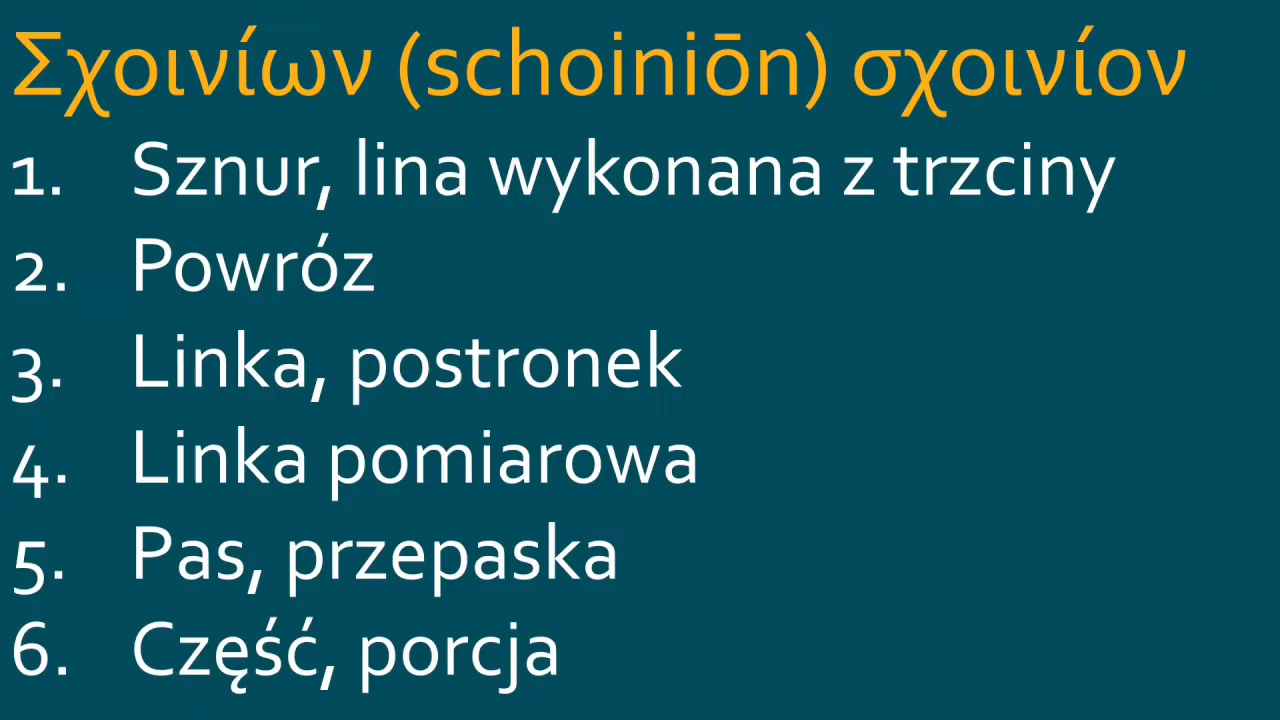 Σχοινίων (schoiniōn) σχοινίον
1. Sznur, lina wykonana z trzciny
2. Powróz
3. Linka, postronek
4. Linka pomiarowa
5. Pas, przepaska
6. Część, porcja